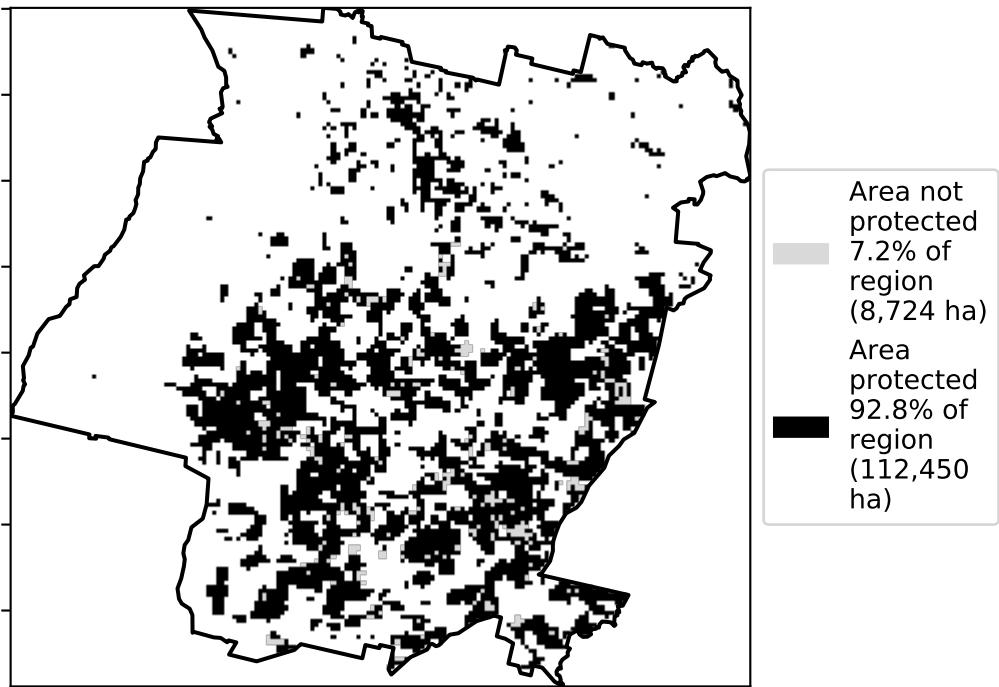 Area not
protected
7.2% of
region
(8,724 ha)
Area
protected
92.8% of
region
(112,450
ha)